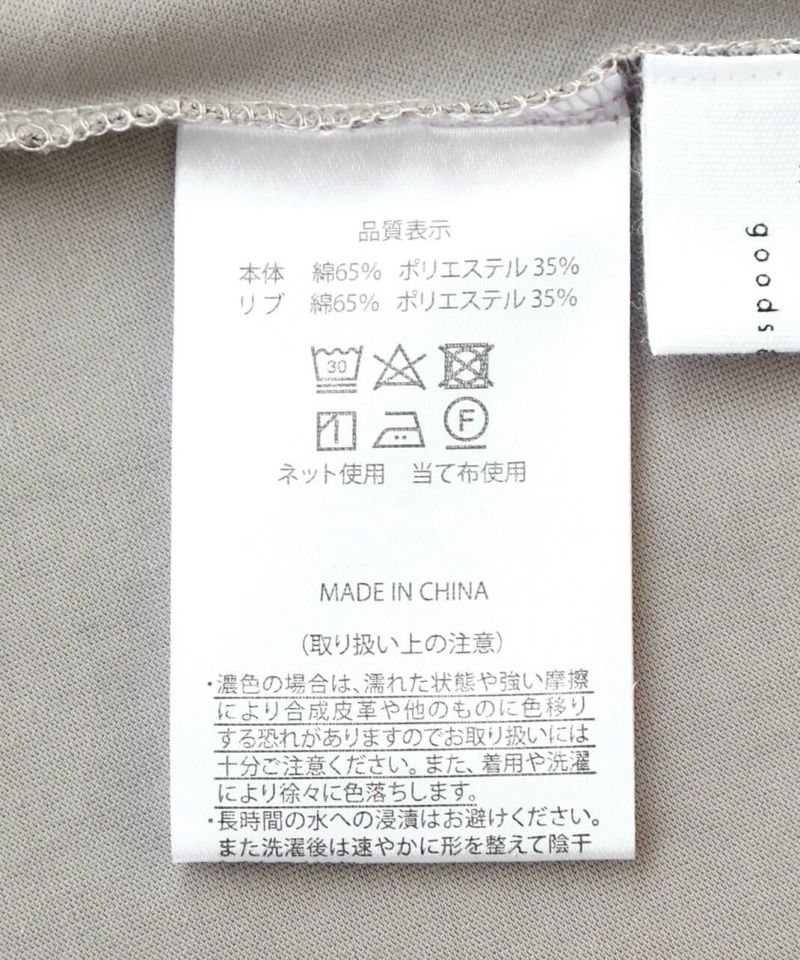 品質表示
本体 綿65% ポリエステル 35%
リブ 綿65% ポリエステル 35%
30
F
ネット使用 当て布使用
MADE IN CHINA
(取り扱い上の注意)
・濃色の場合は、濡れた状態や強い摩擦
により合成皮革や他のものに色移り
する恐れがありますのでお取り扱いには
十分ご注意ください。また、着用や洗濯
により徐々に色落ちします。
・長時間の水への浸漬はお避けください。
また洗濯後は速やかに形を整えて陰干
goods